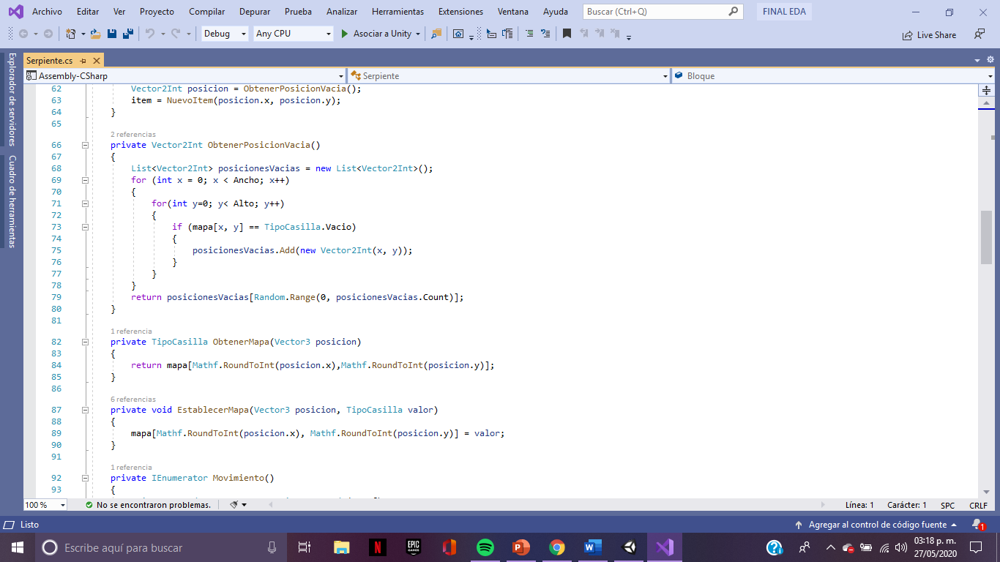 Archivo Editar Ver Proyecto Compilar Depurar Prueba Analizar Herramientas Extensiones Ventana Ayuda Buscar (Ctrl+Q) FINAL EDA
Debug Any CPU Asociar a Unity Live Share
Explorador de servidores
Cuadro de herramientas
Serpiente.cs
Assembly-CSharp Serpiente Bloque
62 Vector2Int posicion = ObtenerPosicionVacia();
63 item = NuevoItem(posicion.x, posicion.y);
64 }
65
2 referencias
66 private Vector2Int ObtenerPosicionVacia()
67 {
68 List<Vector2Int> posicionesVacias = new List<Vector2Int>();
69 for (int x = 0; x < Ancho; x++)
70 {
71 for(int y=0; y< Alto; y++)
72 {
73 if (mapa[x, y] == TipoCasilla.Vacio)
74 {
75 posicionesVacias.Add(new Vector2Int(x, y));
76 }
77 }
78 }
79 return posicionesVacias[Random.Range(0, posicionesVacias.Count)];
80 }
81
1 referencia
82 private TipoCasilla ObtenerMapa(Vector3 posicion)
83 {
84 return mapa[Mathf.RoundToInt(posicion.x),Mathf.RoundToInt(posicion.y)];
85 }
86
6 referencias
87 private void EstablecerMapa(Vector3 posicion, TipoCasilla valor)
88 {
89 mapa[Mathf.RoundToInt(posicion.x), Mathf.RoundToInt(posicion.y)] = valor;
90 }
91
1 referencia
92 private IEnumerator Movimiento()
93 {
100 % No se encontraron problemas. Línea: 1 Carácter: 1 SPC CRLF
Listo Agregar al control de código fuente 1
Escribe aquí para buscar N EPIC GAMES 03:18 p. m.
27/05/2020